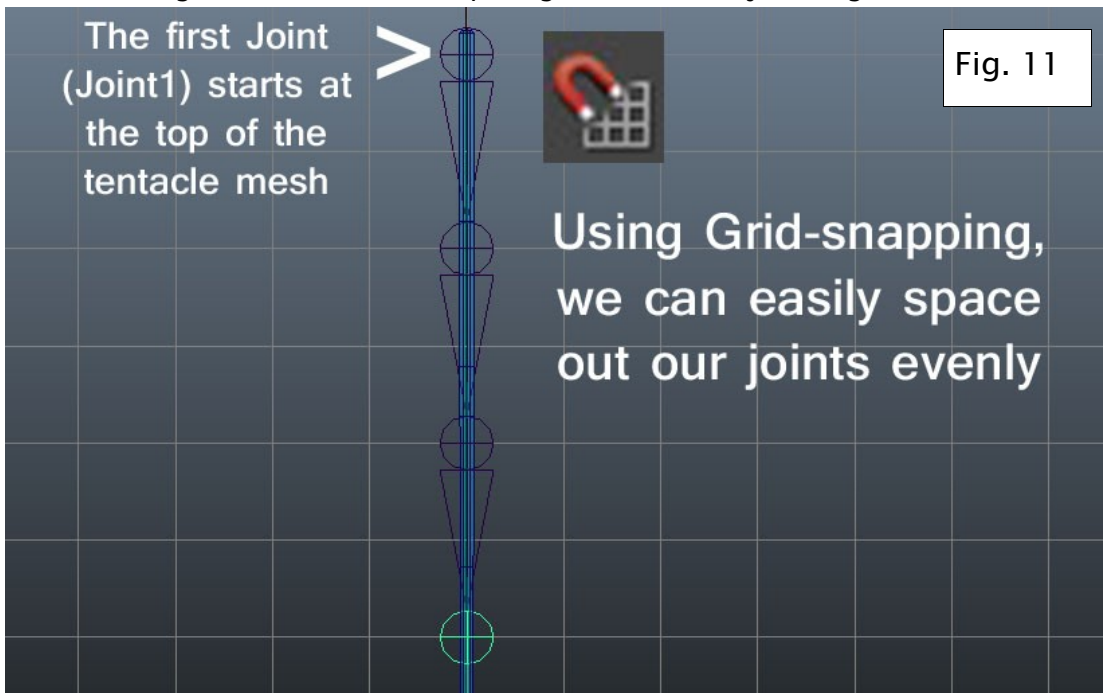 The first Joint
(Joint1) starts at
the top of the
tentacle mesh
>
Fig. 11
Using Grid-snapping,
we can easily space
out our joints evenly